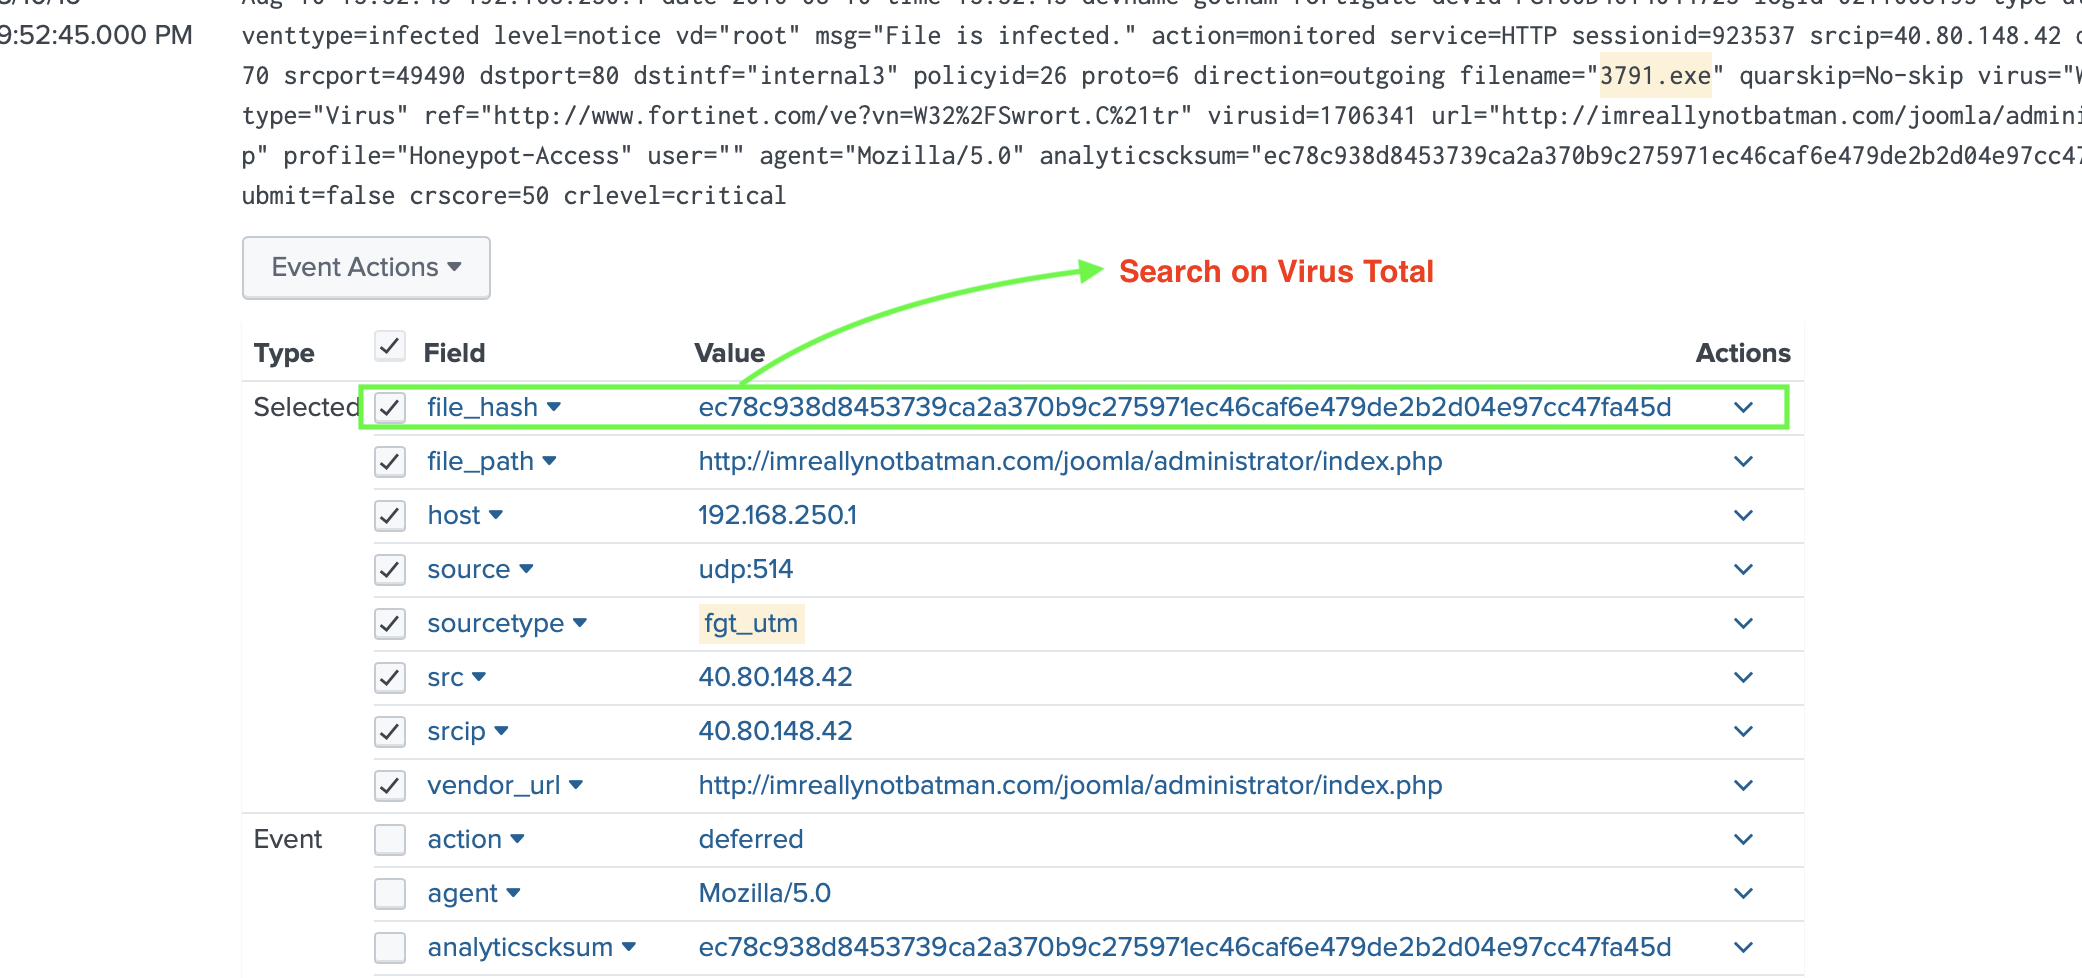 9:52:45.000 PM
venttype=infected level=notice vd="root" msg="File is infected." action=monitored service=HTTP sessionid=923537 srcip=40.80.148.42
70 srcport=49490 dstport=80 dstintf="internal3" policyid=26 proto=6 direction=outgoing filename="3791.exe" quarskip=No-skip virus="W
type="Virus" ref="http://www.fortinet.com/ve?vn=W32%2FSwrort.C%21tr" virusid=1706341 url="http://imreallynotbatman.com/joomla/admini
p" profile="Honeypot-Access" user="" agent="Mozilla/5.0" analyticscksum="ec78c938d8453739ca2a370b9c275971ec46caf6e479de2b2d04e97cc47
ubmit=false crscore=50 crlevel=critical
Event Actions
Search on Virus Total
Type Field Value Actions
Selected file_hash ec78c938d8453739ca2a370b9c275971ec46caf6e479de2b2d04e97cc47fa45d
file_path http://imreallynotbatman.com/joomla/administrator/index.php
host 192.168.250.1
source udp:514
sourcetype fgt_utm
src 40.80.148.42
srcip 40.80.148.42
vendor_url http://imreallynotbatman.com/joomla/administrator/index.php
Event action deferred
agent Mozilla/5.0
analyticscksum ec78c938d8453739ca2a370b9c275971ec46caf6e479de2b2d04e97cc47fa45d